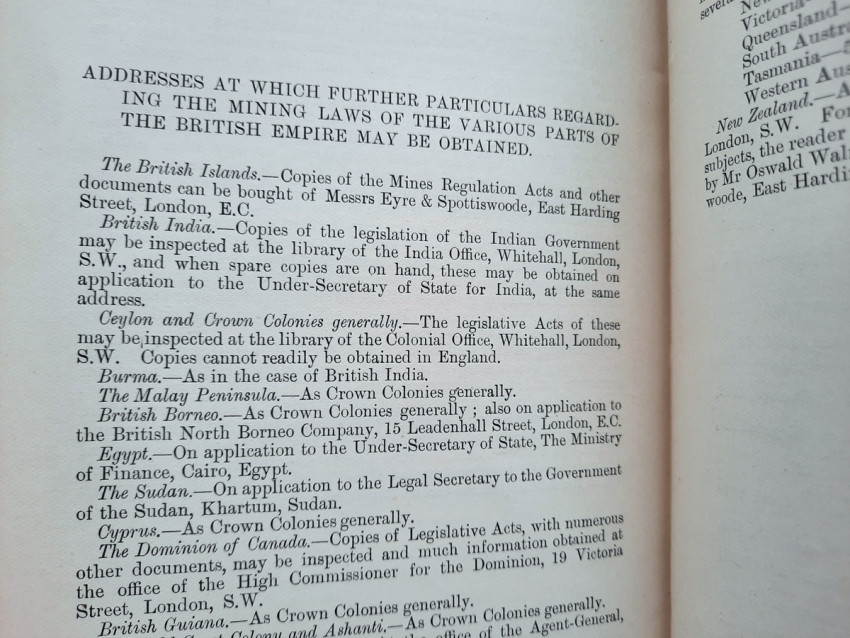 ADDRESSES AT WHICH FURTHER PARTICULARS REGARD-
ING THE MINING LAWS OF THE VARIOUS PARTS OF
THE BRITISH EMPIRE MAY BE OBTAINED.
The British Islands.—Copies of the Mines Regulation Acts and other
documents can be bought of Messrs Eyre & Spottiswoode, East Harding
Street, London, E.C.
British India.—Copies of the legislation of the Indian Government
may be inspected at the library of the India Office, Whitehall, London,
S.W., and when spare copies are on hand, these may be obtained on
application to the Under-Secretary of State for India, at the same
address.
Ceylon and Crown Colonies generally.—The legislative Acts of these
may be inspected at the library of the Colonial Office, Whitehall, London,
S.W. Copies cannot readily be obtained in England.
Burma.—As in the case of British India.
The Malay Peninsula.—As Crown Colonies generally.
British Borneo.—As Crown Colonies generally; also on application to
the British North Borneo Company, 15 Leadenhall Street, London, E.C.
Egypt.—On application to the Under-Secretary of State, The Ministry
of Finance, Cairo, Egypt.
The Sudan.—On application to the Legal Secretary to the Government
of the Sudan, Khartum, Sudan.
Cyprus.—As Crown Colonies generally.
The Dominion of Canada.—Copies of Legislative Acts, with numerous
other documents, may be inspected and much information obtained at
the office of the High Commissioner for the Dominion, 19 Victoria
Street, London, S.W.
British Guiana.—As Crown Colonies generally.
Colony and Ashanti.—As Crown Colonies generally.
office of the Agent-General,
Victoria—
Queensland—
South
Tasmania—
Western
New Zealand.—
London, S.W.
subjects, the reader
by Mr Oswald
woode, East